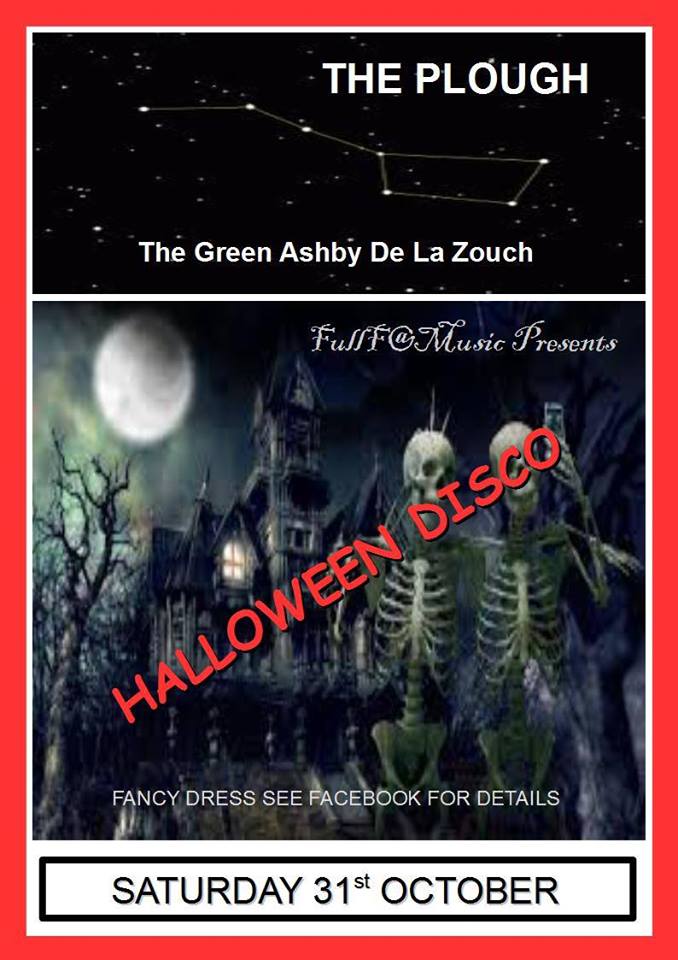 THE PLOUGH
The Green Ashby De La Zouch
FullF@Music Presents
HALLOWEEN DISCO
FANCY DRESS SEE FACEBOOK FOR DETAILS
SATURDAY 31st OCTOBER